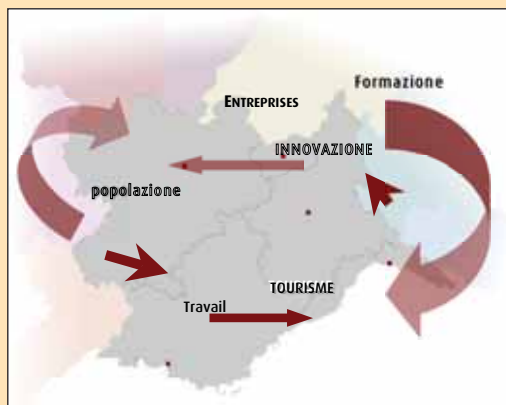 Formazione
ENTREPRISES
INNOVAZIONE
popolazione
TOURISME
Travail